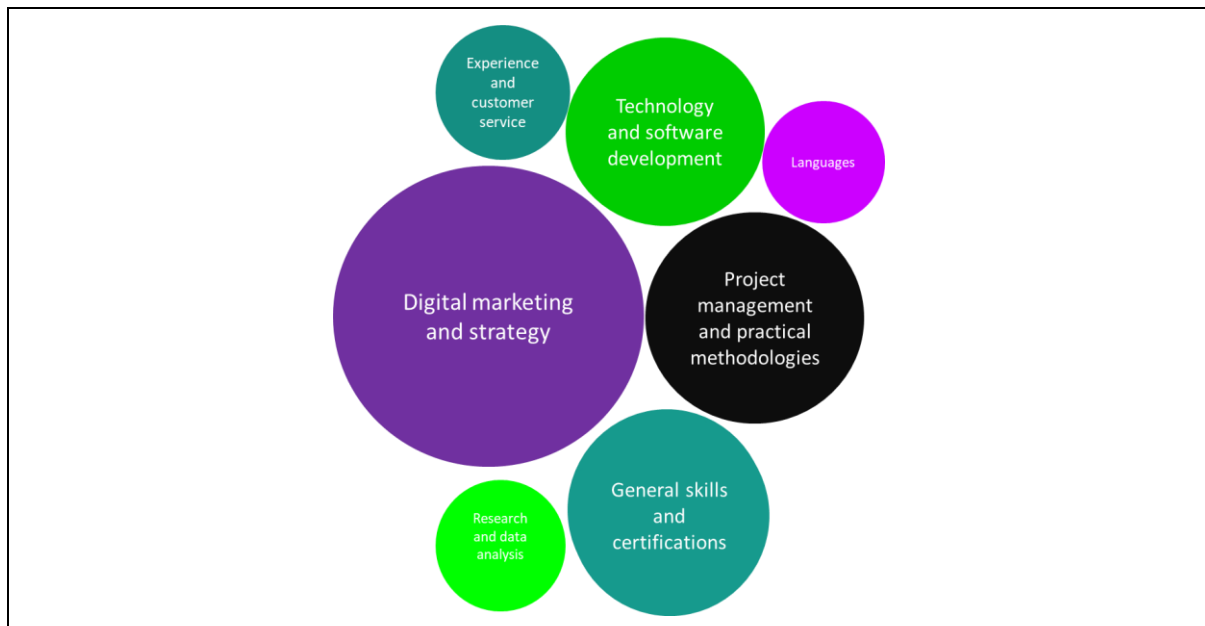 Experience
and
customer
service
Technology
and software
development
Languages
Digital marketing
and strategy
Project
management
and practical
methodologies
General skills
and
certifications
Research
and data
analysis